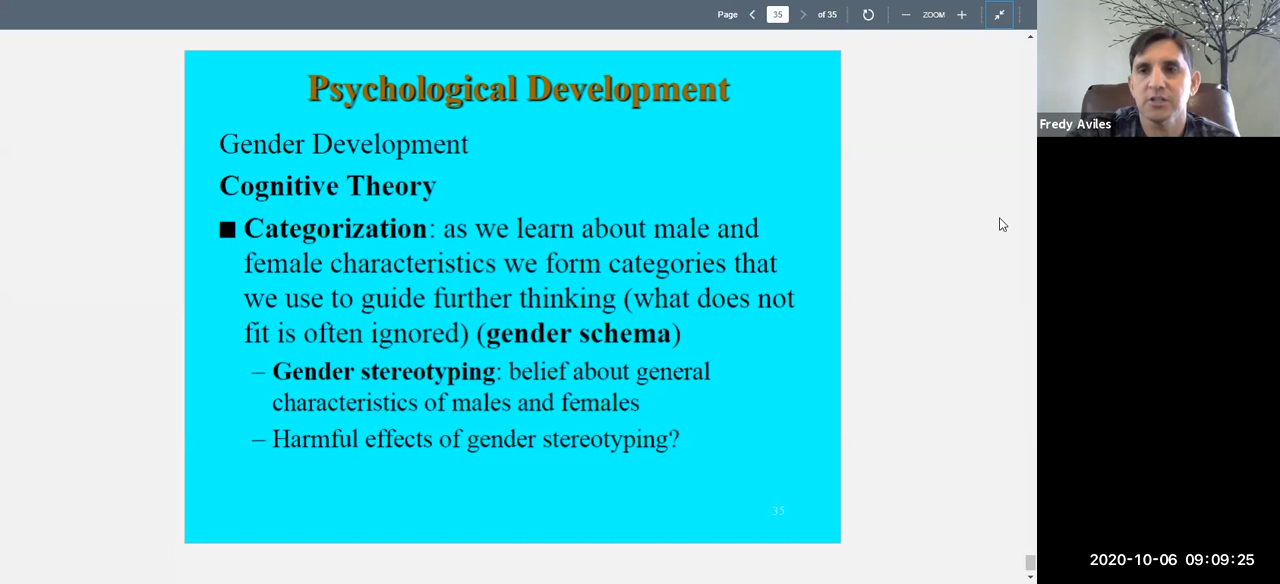 Page 35 of 35 ZOOM
Psychological Development
Gender Development
Cognitive Theory
Categorization: as we learn about male and
female characteristics we form categories that
we use to guide further thinking (what does not
fit is often ignored) (gender schema)
– Gender stereotyping: belief about general
characteristics of males and females
– Harmful effects of gender stereotyping?
35
Fredy Aviles
2020-10-06 09:09:25